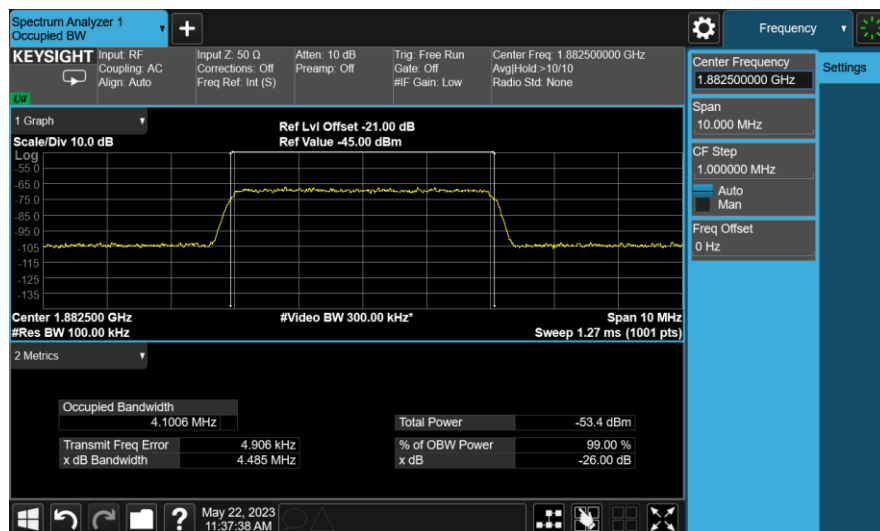 Spectrum Analyzer 1
Occupied BW
Frequency
KEYSIGHT
Input: RF
Coupling: AC
Align: Auto
Input Z: 50 Ω
Corrections: Off
Freq Ref: Int (S)
Atten: 10 dB
Preamp: Off
Trig: Free Run
Gate: Off
#IF Gain: Low
Center Freq: 1.882500000 GHz
Avg|Hold:>10/10
Radio Std: None
LXI
Center Frequency
1.882500000 GHz
Settings
Span
10.000 MHz
CF Step
1.000000 MHz
Auto
Man
Freq Offset
0 Hz
1 Graph
Scale/Div 10.0 dB
Ref Lvl Offset -21.00 dB
Ref Value -45.00 dBm
Log
-55.0
-65.0
-75.0
-85.0
-95.0
-105
-115
-125
-135
Center 1.882500 GHz
#Video BW 300.00 kHz*
Span 10 MHz
#Res BW 100.00 kHz
Sweep 1.27 ms (1001 pts)
2 Metrics
Occupied Bandwidth
4.1006 MHz
Total Power -53.4 dBm
Transmit Freq Error 4.906 kHz
% of OBW Power 99.00 %
x dB Bandwidth 4.485 MHz
x dB -26.00 dB
?
May 22, 2023
11:37:38 AM